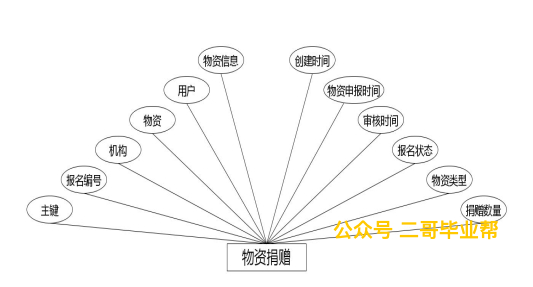 物资信息
创建时间
用户
物资申报时间
物资
审核时间
机构
报名状态
报名编号
物资类型
主键
捐赠数量
公众号 二哥毕业帮
物资捐赠